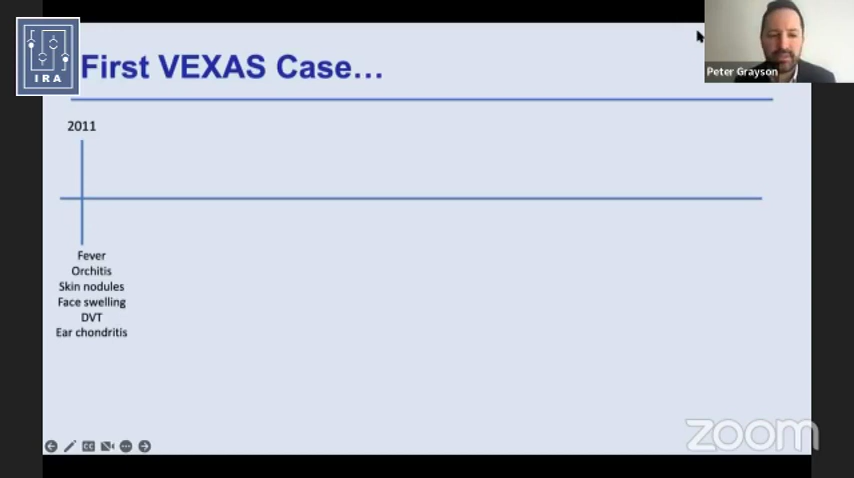 First VEXAS Case...
IRA
Peter Grayson
2011
Fever
Orchitis
Skin nodules
Face swelling
DVT
Ear chondritis
zoom